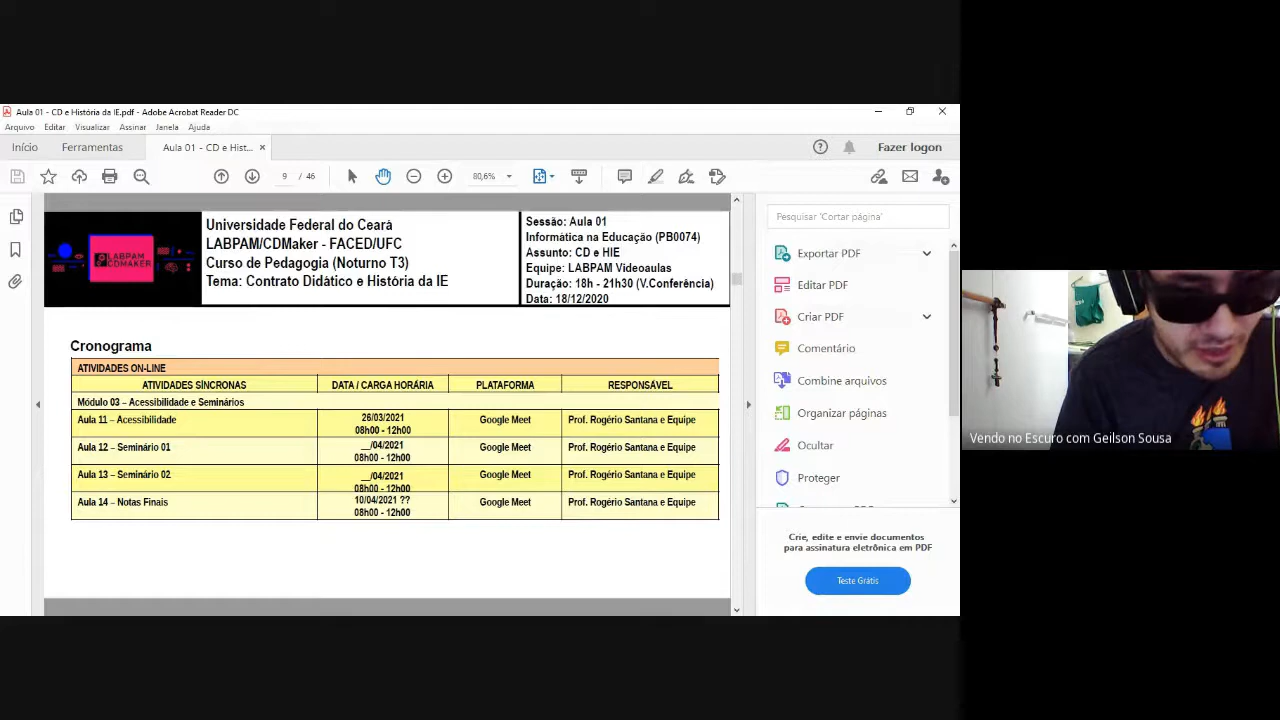 Aula 01 - CD e História da IE.pdf - Adobe Acrobat Reader DC
Arquivo Editar Visualizar Assinar Janela Ajuda
Início Ferramentas Aula 01 - CD e Hist... × Fazer logon
9 / 46 80,6%
LABPAM
CDMAKER
Universidade Federal do Ceará
LABPAM/CDMaker - FACED/UFC
Curso de Pedagogia (Noturno T3)
Tema: Contrato Didático e História da IE
Sessão: Aula 01
Informática na Educação (PB0074)
Assunto: CD e HIE
Equipe: LABPAM Videoaulas
Duração: 18h - 21h30 (V.Conferência)
Data: 18/12/2020
Cronograma
ATIVIDADES ON-LINE
ATIVIDADES SÍNCRONAS DATA / CARGA HORÁRIA PLATAFORMA RESPONSÁVEL
Módulo 03 – Acessibilidade e Seminários
Aula 11 – Acessibilidade 26/03/2021 08h00 - 12h00 Google Meet Prof. Rogério Santana e Equipe
Aula 12 – Seminário 01 __/04/2021 08h00 - 12h00 Google Meet Prof. Rogério Santana e Equipe
Aula 13 – Seminário 02 __/04/2021 08h00 - 12h00 Google Meet Prof. Rogério Santana e Equipe
Aula 14 – Notas Finais 10/04/2021 ?? 08h00 - 12h00 Google Meet Prof. Rogério Santana e Equipe
Pesquisar 'Cortar página'
Exportar PDF
Editar PDF
Criar PDF
Comentário
Combine arquivos
Organizar páginas
Ocultar
Proteger
Crie, edite e envie documentos
para assinatura eletrônica em PDF
Teste Grátis
Vendo no Escuro com Geilson Sousa